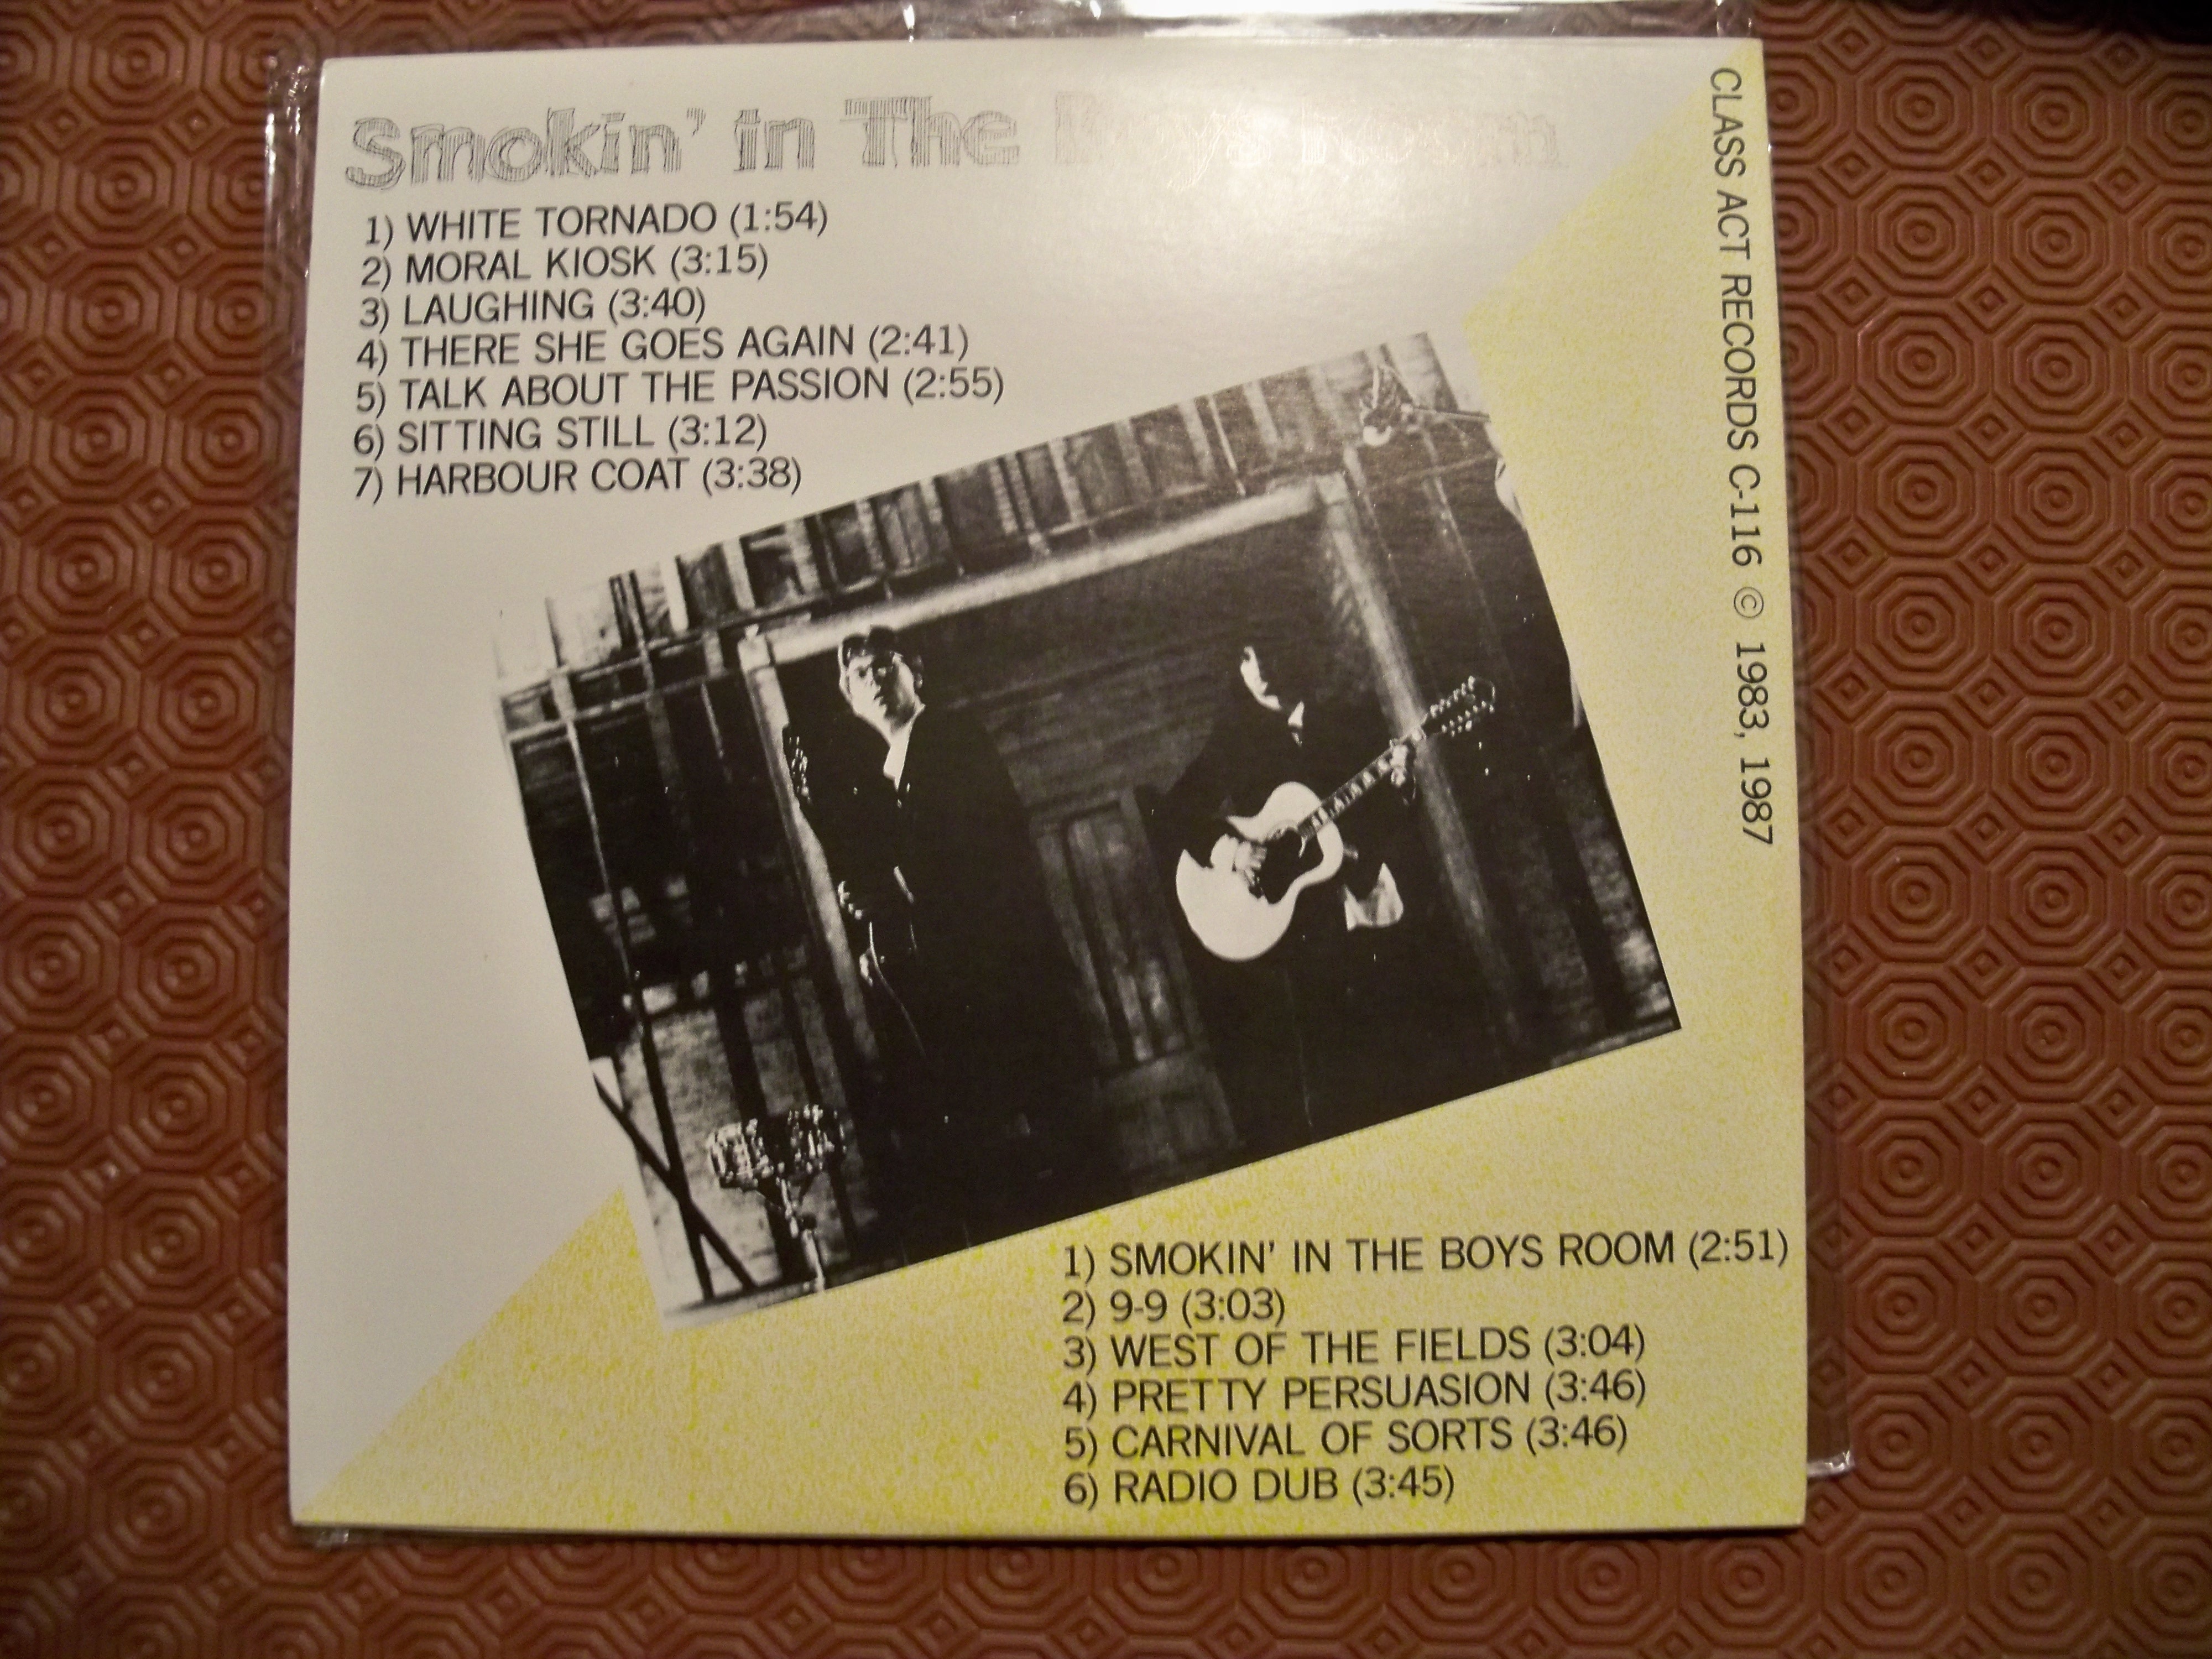 Smokin' in The Boys Room
1) WHITE TORNADO (1:54)
2) MORAL KIOSK (3:15)
3) LAUGHING (3:40)
4) THERE SHE GOES AGAIN (2:41)
5) TALK ABOUT THE PASSION (2:55)
6) SITTING STILL (3:12)
7) HARBOUR COAT (3:38)
CLASS ACT RECORDS C-116 © 1983, 1987
1) SMOKIN' IN THE BOYS ROOM (2:51)
2) 9-9 (3:03)
3) WEST OF THE FIELDS (3:04)
4) PRETTY PERSUASION (3:46)
5) CARNIVAL OF SORTS (3:46)
6) RADIO DUB (3:45)